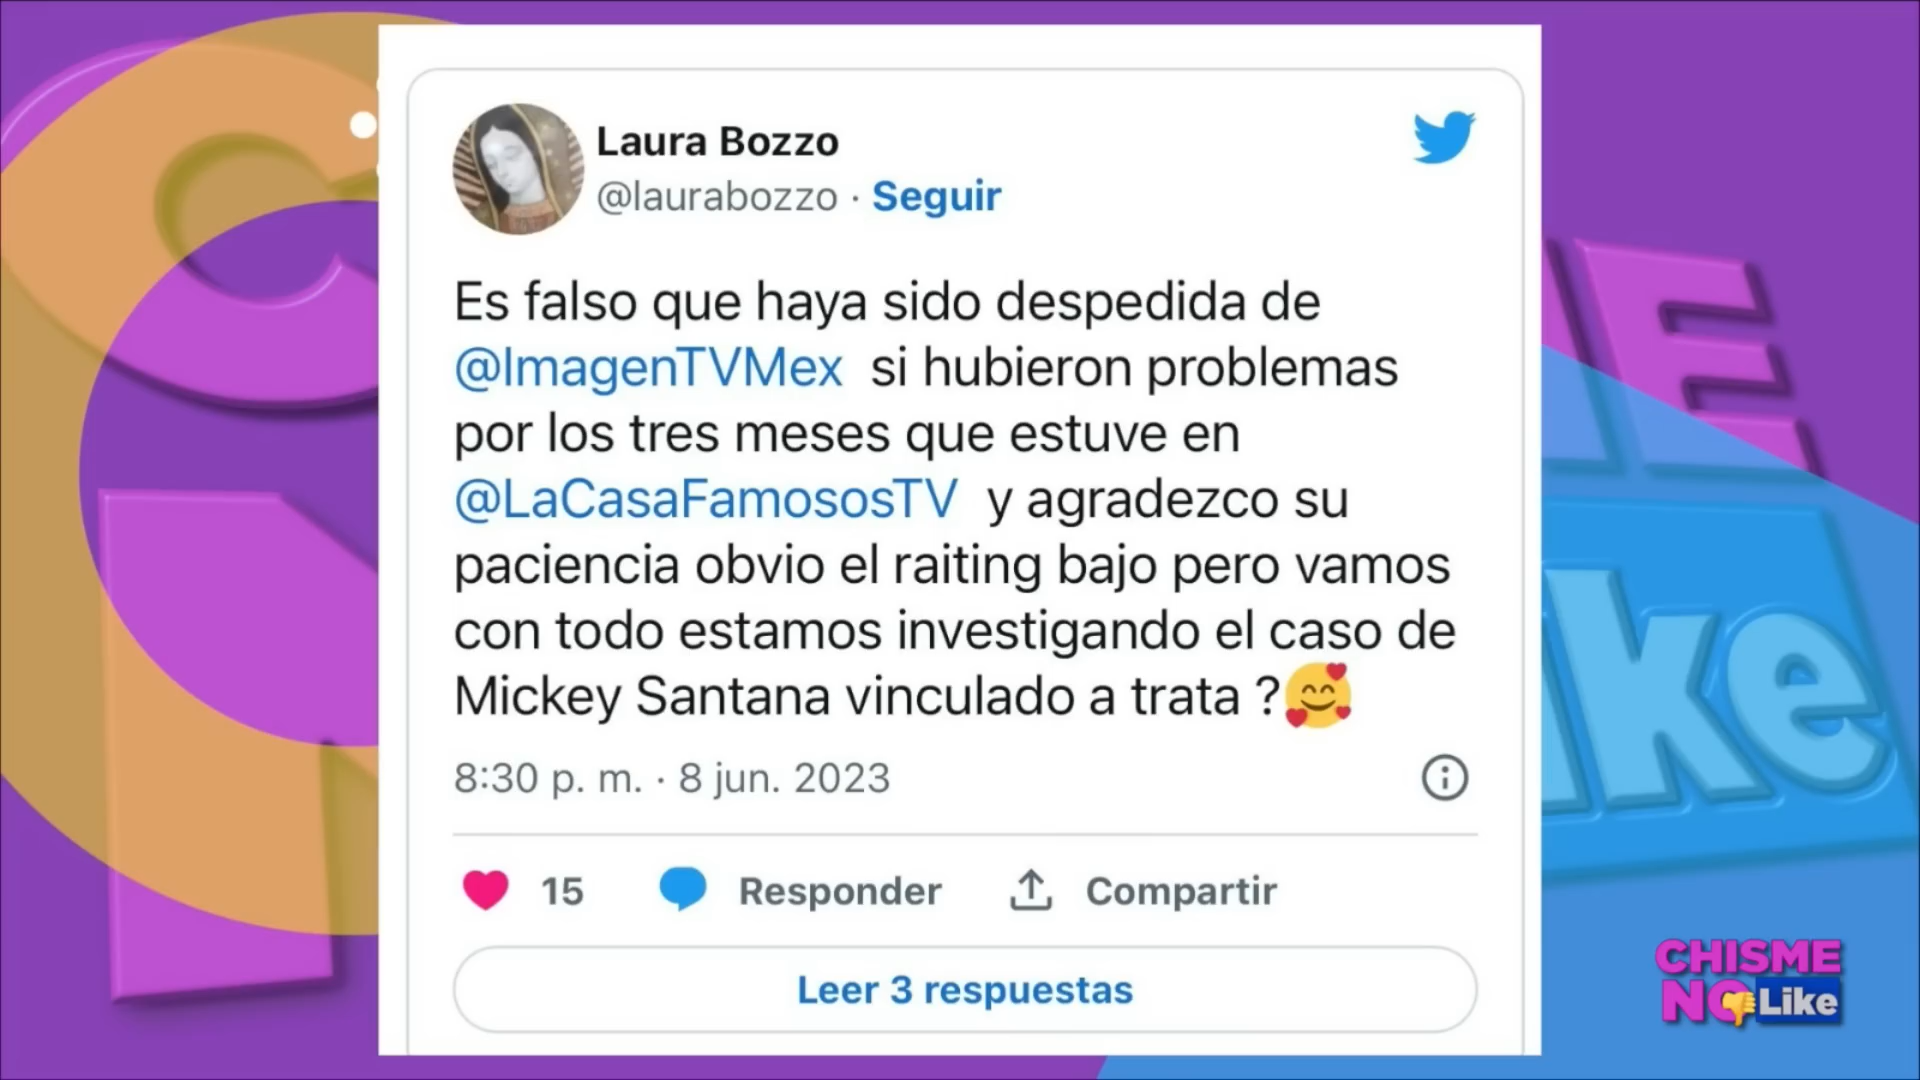 Laura Bozzo
@laurabozzo · Seguir
Es falso que haya sido despedida de
@ImagenTVMex si hubieron problemas
por los tres meses que estuve en
@LaCasaFamososTV y agradezco su
paciencia obvio el raiting bajo pero vamos
con todo estamos investigando el caso de
Mickey Santana vinculado a trata ?🥰
8:30 p. m. · 8 jun. 2023
15 Responder Compartir
Leer 3 respuestas
CHISME
NO Like